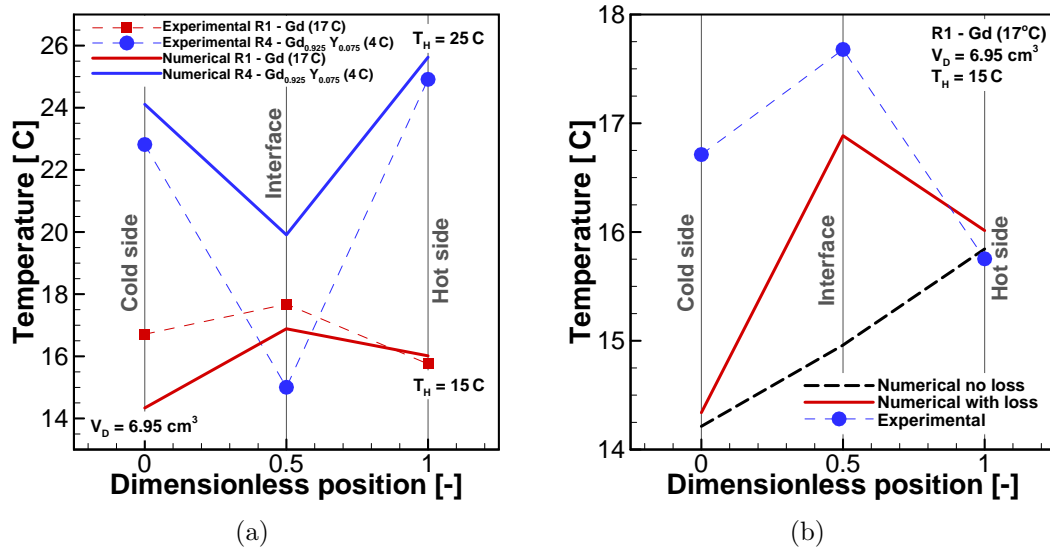 Experimental R1 - Gd (17 C)
Experimental R4 - Gd0.925 Y0.075 (4 C)
Numerical R1 - Gd (17 C)
Numerical R4 - Gd0.925 Y0.075 (4 C)
TH = 25 C
Cold side
Interface
Hot side
TH = 15 C
VD = 6.95 cm3
Temperature [ C]
28
26
24
22
20
18
16
14
0
0.5
1
Dimensionless position [-]
(a)
R1 - Gd (17oC)
VD = 6.95 cm3
TH = 15 C
Cold side
Interface
Hot side
Numerical no loss
Numerical with loss
Experimental
Temperature [ C]
18
17
16
15
14
0
0.5
1
Dimensionless position [-]
(b)